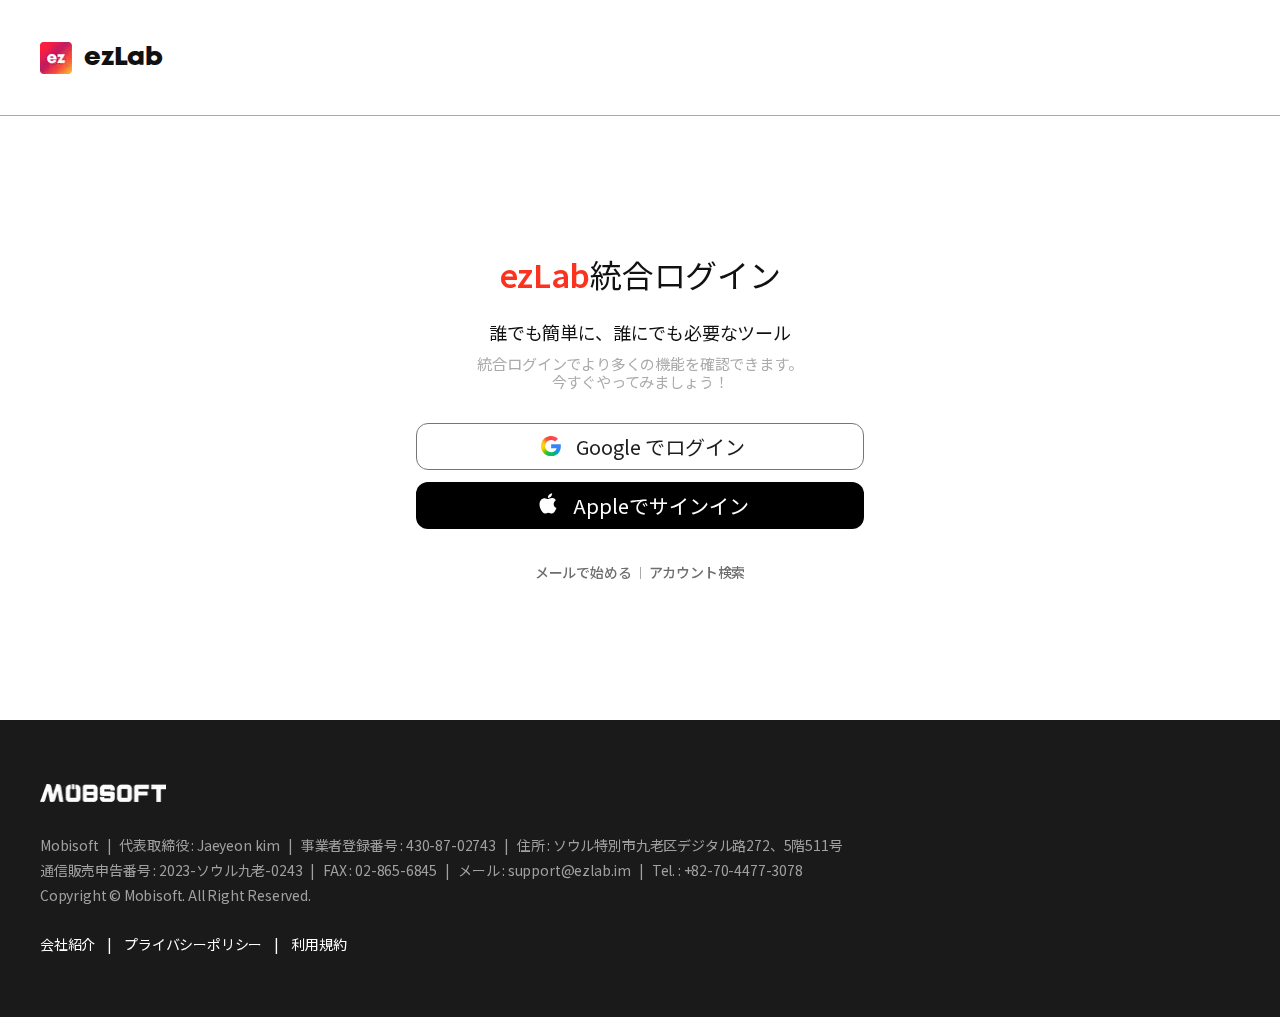 ez ezLab
ezLab統合ログイン
誰でも簡単に、誰にでも必要なツール
統合ログインでより多くの機能を確認できます。
今すぐやってみましょう！
Google でログイン
Appleでサインイン
メールで始める | アカウント検索
MOBSOFT
Mobisoft | 代表取締役 : Jaeyeon kim | 事業者登録番号 : 430-87-02743 | 住所 : ソウル特別市九老区デジタル路272、5階511号
通信販売申告番号 : 2023-ソウル九老-0243 | FAX : 02-865-6845 | メール : support@ezlab.im | Tel. : +82-70-4477-3078
Copyright © Mobisoft. All Right Reserved.
会社紹介 | プライバシーポリシー | 利用規約